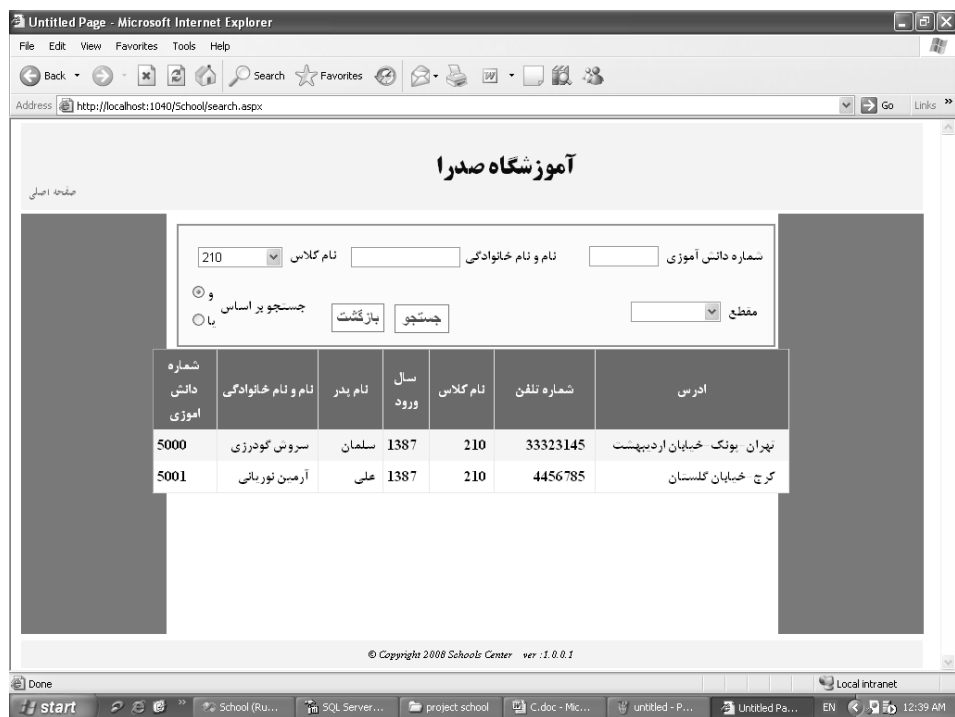 Untitled Page - Microsoft Internet Explorer
File Edit View Favorites Tools Help
Back Search Favorites
Address http://localhost:1040/School/search.aspx Go Links »
آموزشگاه صدرا
صفحه اصلی
شماره دانش آموزی نام و نام خانوادگی نام کلاس 210
مقطع جستجو بازگشت جستجو بر اساس و
یا
ادرس شماره تلفن نام کلاس سال ورود نام پدر نام و نام خانوادگی شماره دانش اموزی
تهران-پونک-خیابان اردیبهشت 33323145 210 1387 سلمان سروش گودرزی 5000
کرج-خیابان گلستان 4456785 210 1387 علی آرمین نوربانی 5001
© Copyright 2008 Schools Center ver :1.0.0.1
Done Local intranet
start » School (Ru... SQL Server... project school C.doc - Mic... untitled - P... Untitled Pa... EN 12:39 AM